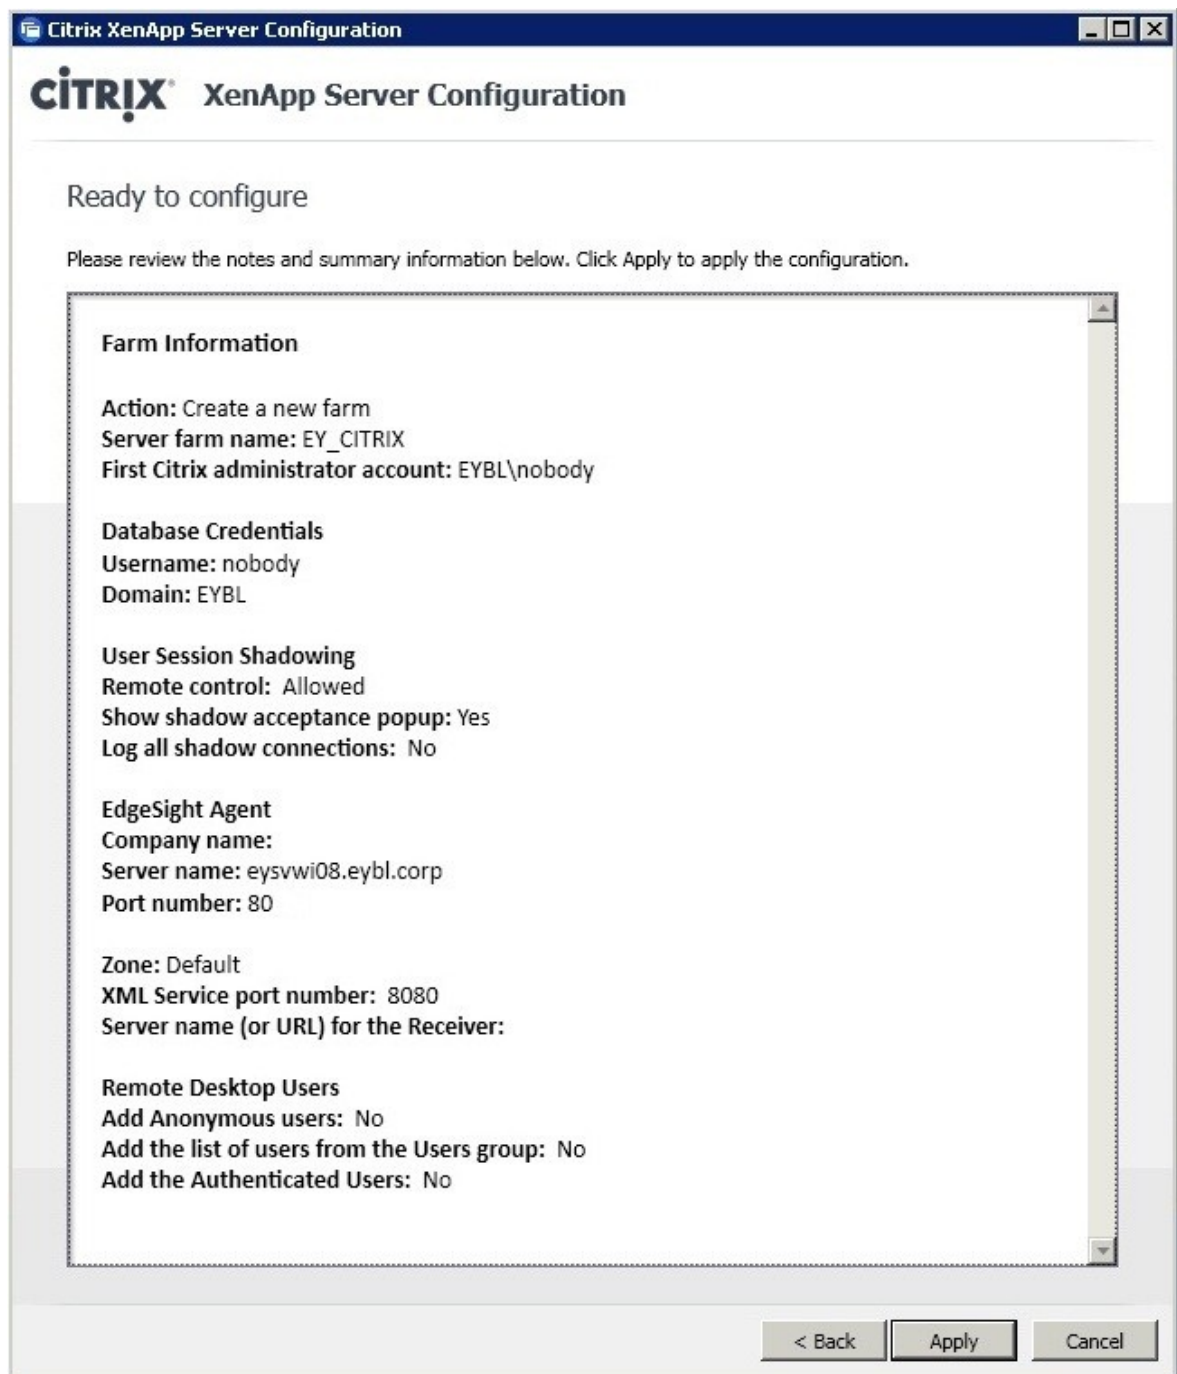 Citrix XenApp Server Configuration
CİTRIX® XenApp Server Configuration
Ready to configure
Please review the notes and summary information below. Click Apply to apply the configuration.
Farm Information
Action: Create a new farm
Server farm name: EY_CITRIX
First Citrix administrator account: EYBL\nobody
Database Credentials
Username: nobody
Domain: EYBL
User Session Shadowing
Remote control: Allowed
Show shadow acceptance popup: Yes
Log all shadow connections: No
EdgeSight Agent
Company name:
Server name: eysvwi08.eybl.corp
Port number: 80
Zone: Default
XML Service port number: 8080
Server name (or URL) for the Receiver:
Remote Desktop Users
Add Anonymous users: No
Add the list of users from the Users group: No
Add the Authenticated Users: No
< Back Apply Cancel